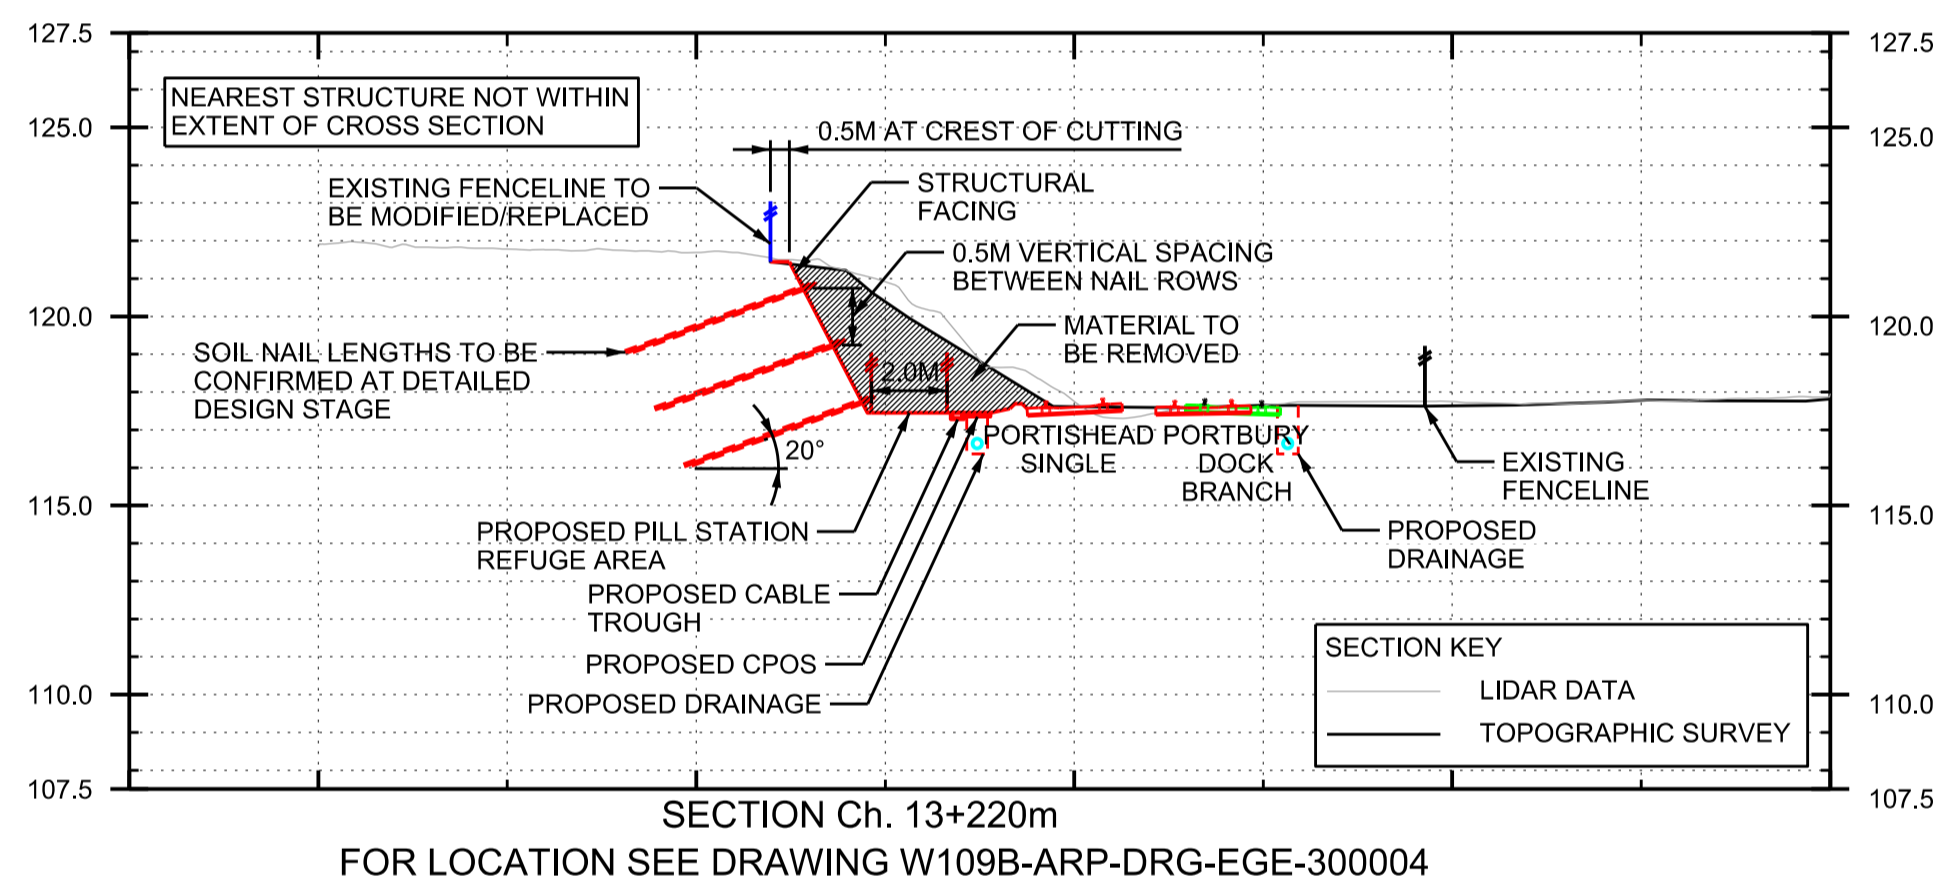 127.5
125.0
120.0
115.0
110.0
107.5
NEAREST STRUCTURE NOT WITHIN
EXTENT OF CROSS SECTION
0.5M AT CREST OF CUTTING
EXISTING FENCELINE TO
BE MODIFIED/REPLACED
STRUCTURAL
FACING
0.5M VERTICAL SPACING
BETWEEN NAIL ROWS
MATERIAL TO
BE REMOVED
SOIL NAIL LENGTHS TO BE
CONFIRMED AT DETAILED
DESIGN STAGE
2.0M
20°
PORTISHEAD
SINGLE
PORTBURY
DOCK
BRANCH
EXISTING
FENCELINE
PROPOSED PILL STATION
REFUGE AREA
PROPOSED
DRAINAGE
PROPOSED CABLE
TROUGH
PROPOSED CPOS
PROPOSED DRAINAGE
SECTION KEY
LIDAR DATA
TOPOGRAPHIC SURVEY
127.5
125.0
120.0
115.0
110.0
107.5
SECTION Ch. 13+220m
FOR LOCATION SEE DRAWING W109B-ARP-DRG-EGE-300004